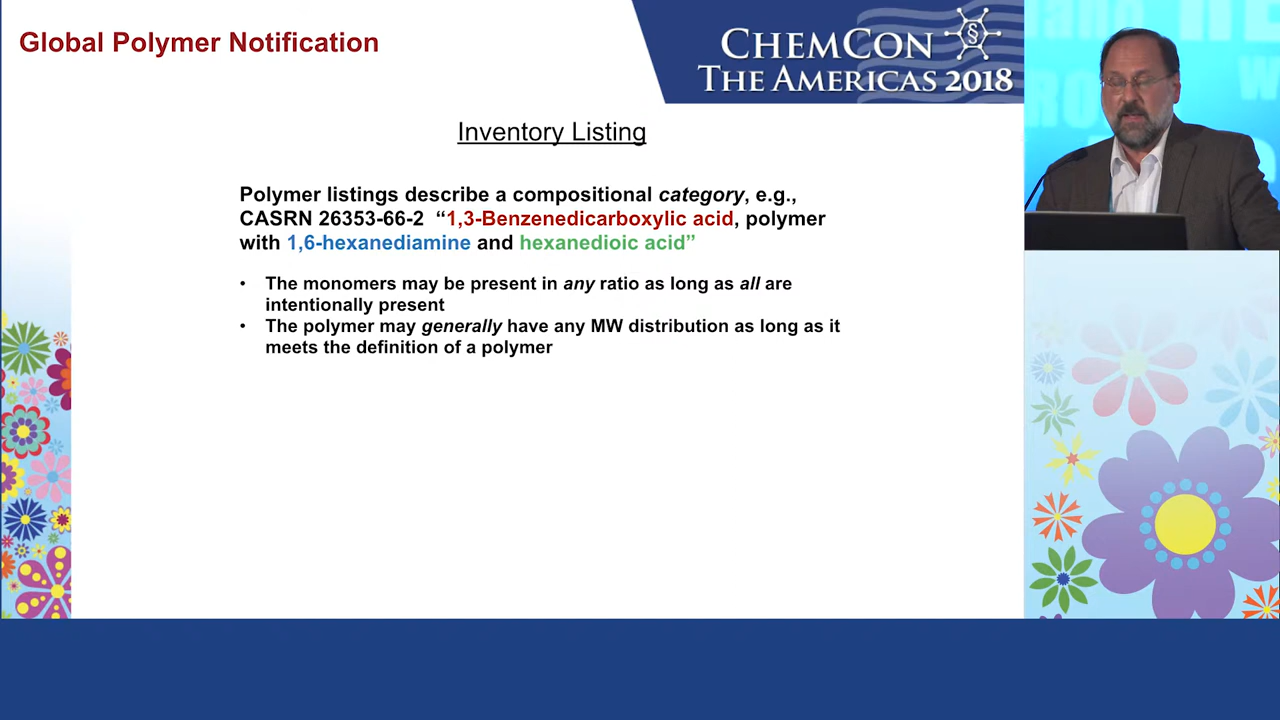 Global Polymer Notification
CHEMCON
THE AMERICAS 2018
§
Inventory Listing
Polymer listings describe a compositional category, e.g.,
CASRN 26353-66-2 “1,3-Benzenedicarboxylic acid, polymer
with 1,6-hexanediamine and hexanedioic acid”
• The monomers may be present in any ratio as long as all are
intentionally present
• The polymer may generally have any MW distribution as long as it
meets the definition of a polymer